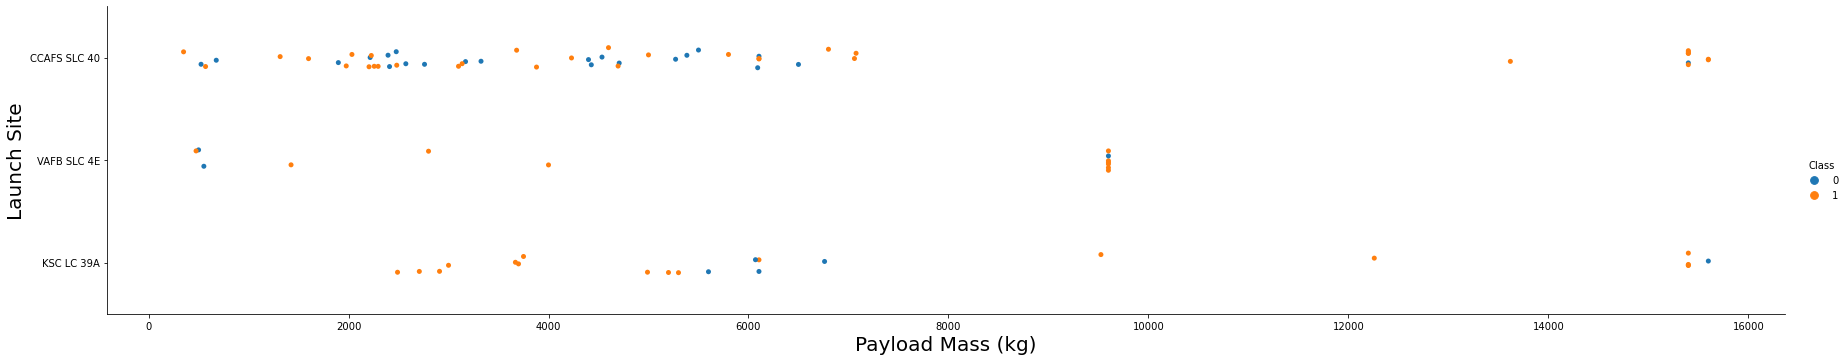 Launch Site
CCAFS SLC 40
VAFB SLC 4E
KSC LC 39A
0 2000 4000 6000 8000 10000 12000 14000 16000
Payload Mass (kg)
Class
0
1